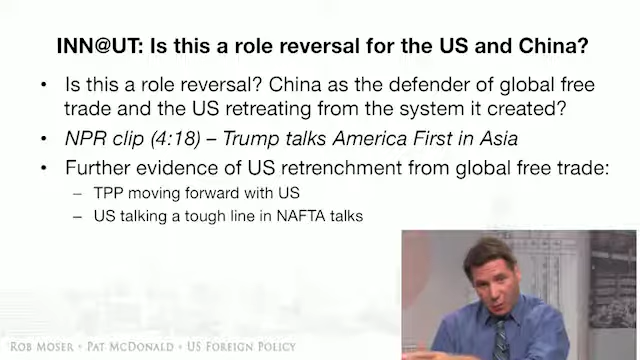 INN@UT: Is this a role reversal for the US and China?
• Is this a role reversal? China as the defender of global free
trade and the US retreating from the system it created?
• NPR clip (4:18) – Trump talks America First in Asia
• Further evidence of US retrenchment from global free trade:
– TPP moving forward with US
– US talking a tough line in NAFTA talks
ROB MOSER • PAT MCDONALD • US FOREIGN POLICY